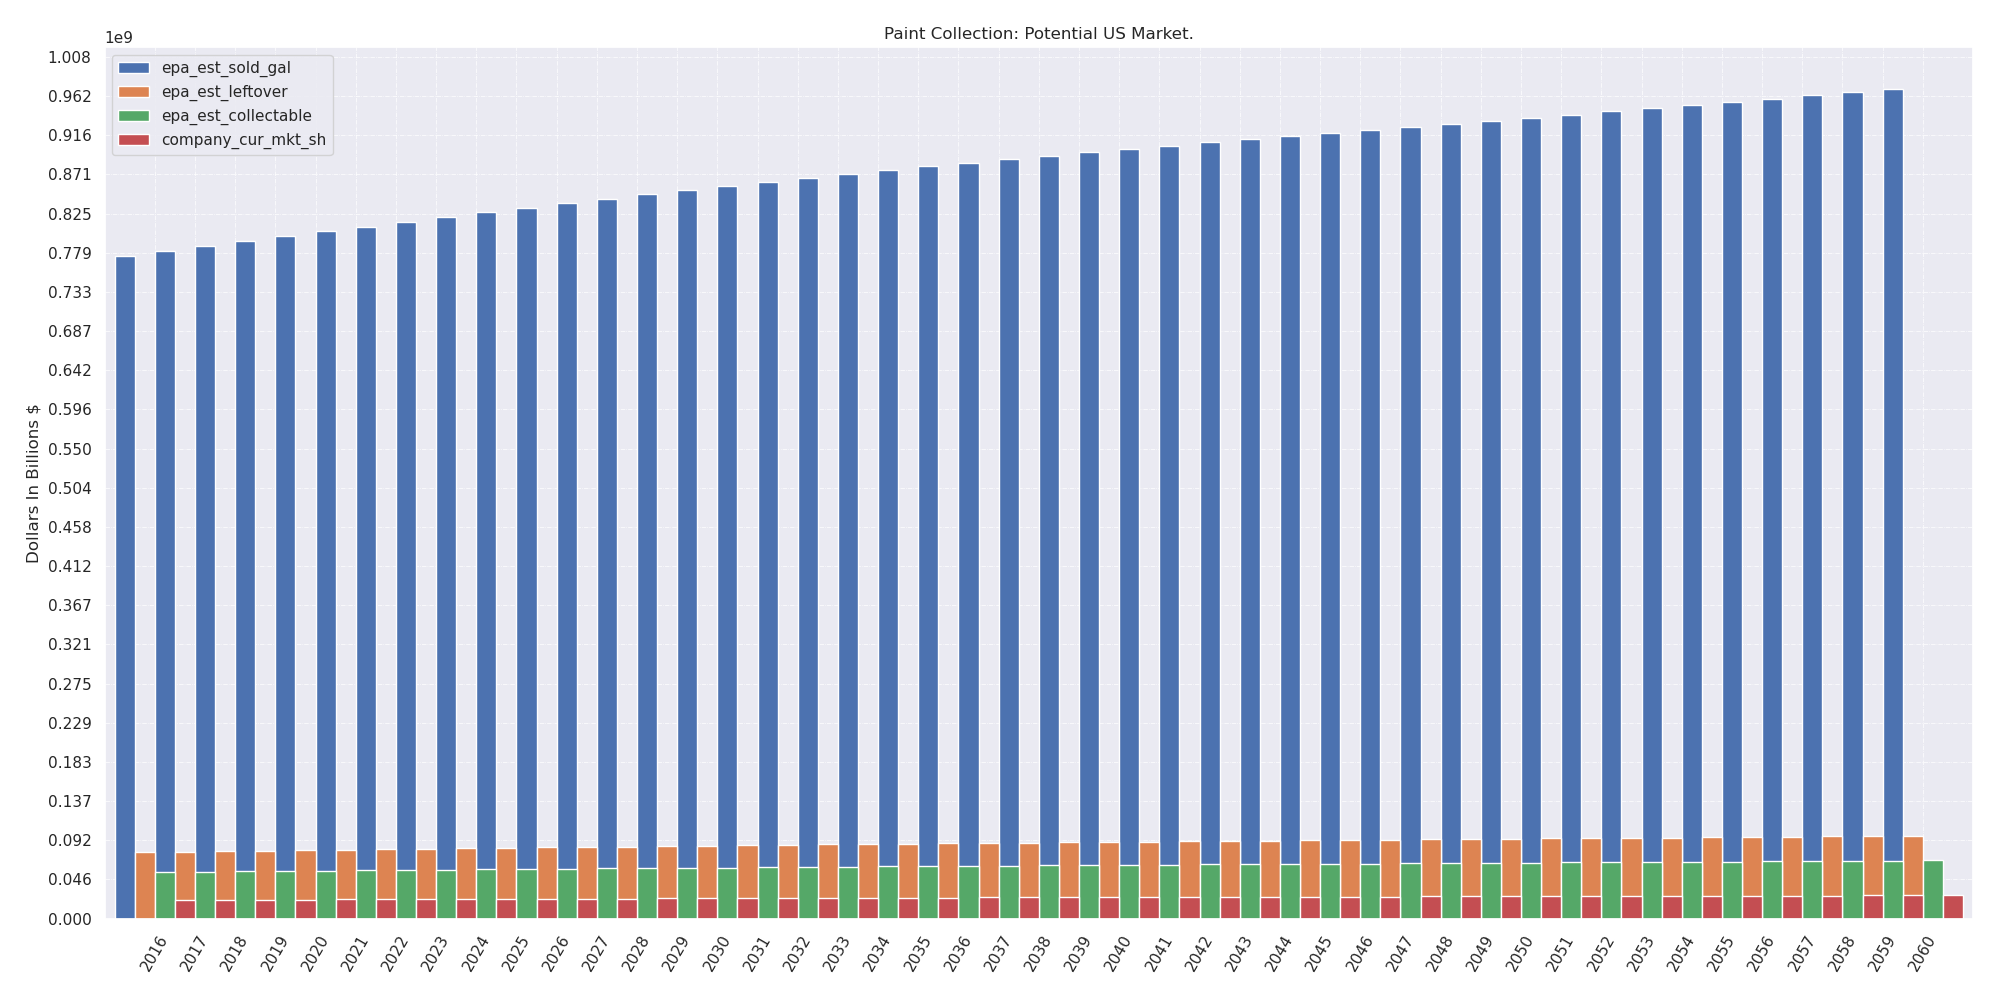 Paint Collection: Potential US Market.
1e9
epa_est_sold_gal
epa_est_leftover
epa_est_collectable
company_cur_mkt_sh
Dollars In Billions $
1.008
0.962
0.916
0.871
0.825
0.779
0.733
0.687
0.642
0.596
0.550
0.504
0.458
0.412
0.367
0.321
0.275
0.229
0.183
0.137
0.092
0.046
0.000
2016 2017 2018 2019 2020 2021 2022 2023 2024 2025 2026 2027 2028 2029 2030 2031 2032 2033 2034 2035 2036 2037 2038 2039 2040 2041 2042 2043 2044 2045 2046 2047 2048 2049 2050 2051 2052 2053 2054 2055 2056 2057 2058 2059 2060